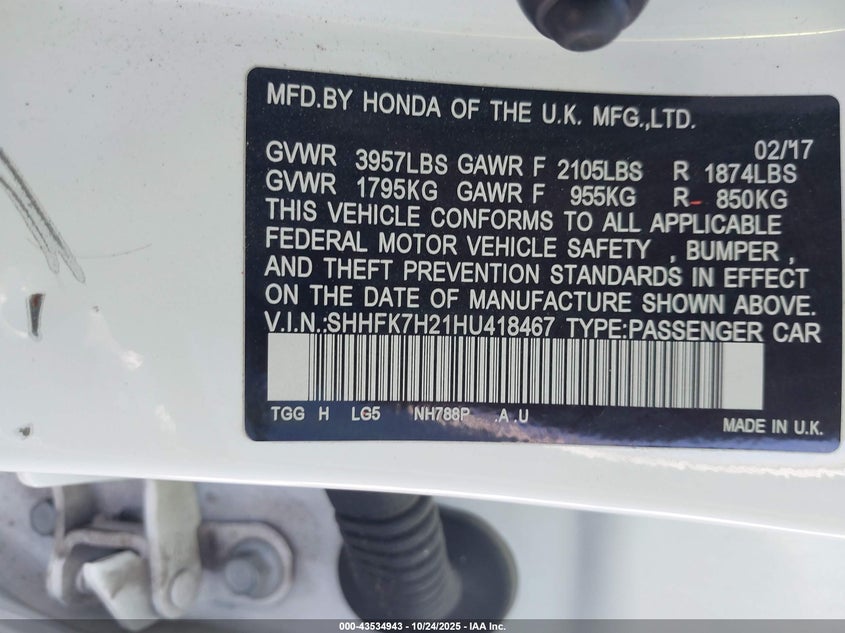 MFD.BY HONDA OF THE U.K. MFG.,LTD.
02/'17
GVWR 3957LBS GAWR F 2105LBS R 1874LBS
GVWR 1795KG GAWR F 955KG R 850KG
THIS VEHICLE CONFORMS TO ALL APPLICABLE
FEDERAL MOTOR VEHICLE SAFETY , BUMPER ,
AND THEFT PREVENTION STANDARDS IN EFFECT
ON THE DATE OF MANUFACTURE SHOWN ABOVE.
V.I.N.:SHHFK7H21HU418467 TYPE:PASSENGER CAR
TGG H LG5 NH788P .A .U
MADE IN U.K.
000-43534943 - 10/24/2025 - IAA Inc.